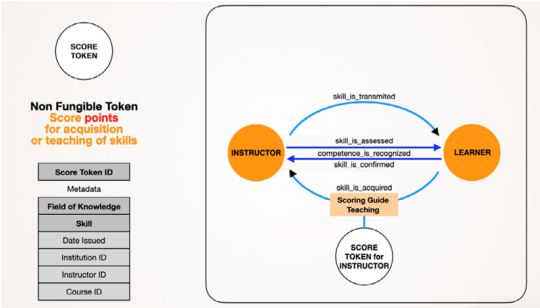 SCORE
TOKEN
Non Fungible Token
Score points
for acquisition
or teaching of skills
Score Token ID
Metadata
Field of Knowledge
Skill
Date Issued
Institution ID
Instructor ID
Course ID
skill_is_transmited
INSTRUCTOR
skill_is_assessed
competence_is_recognized
skill_is_confirmed
LEARNER
skill_is_acquired
Scoring Guide
Teaching
SCORE
TOKEN for
INSTRUCTOR